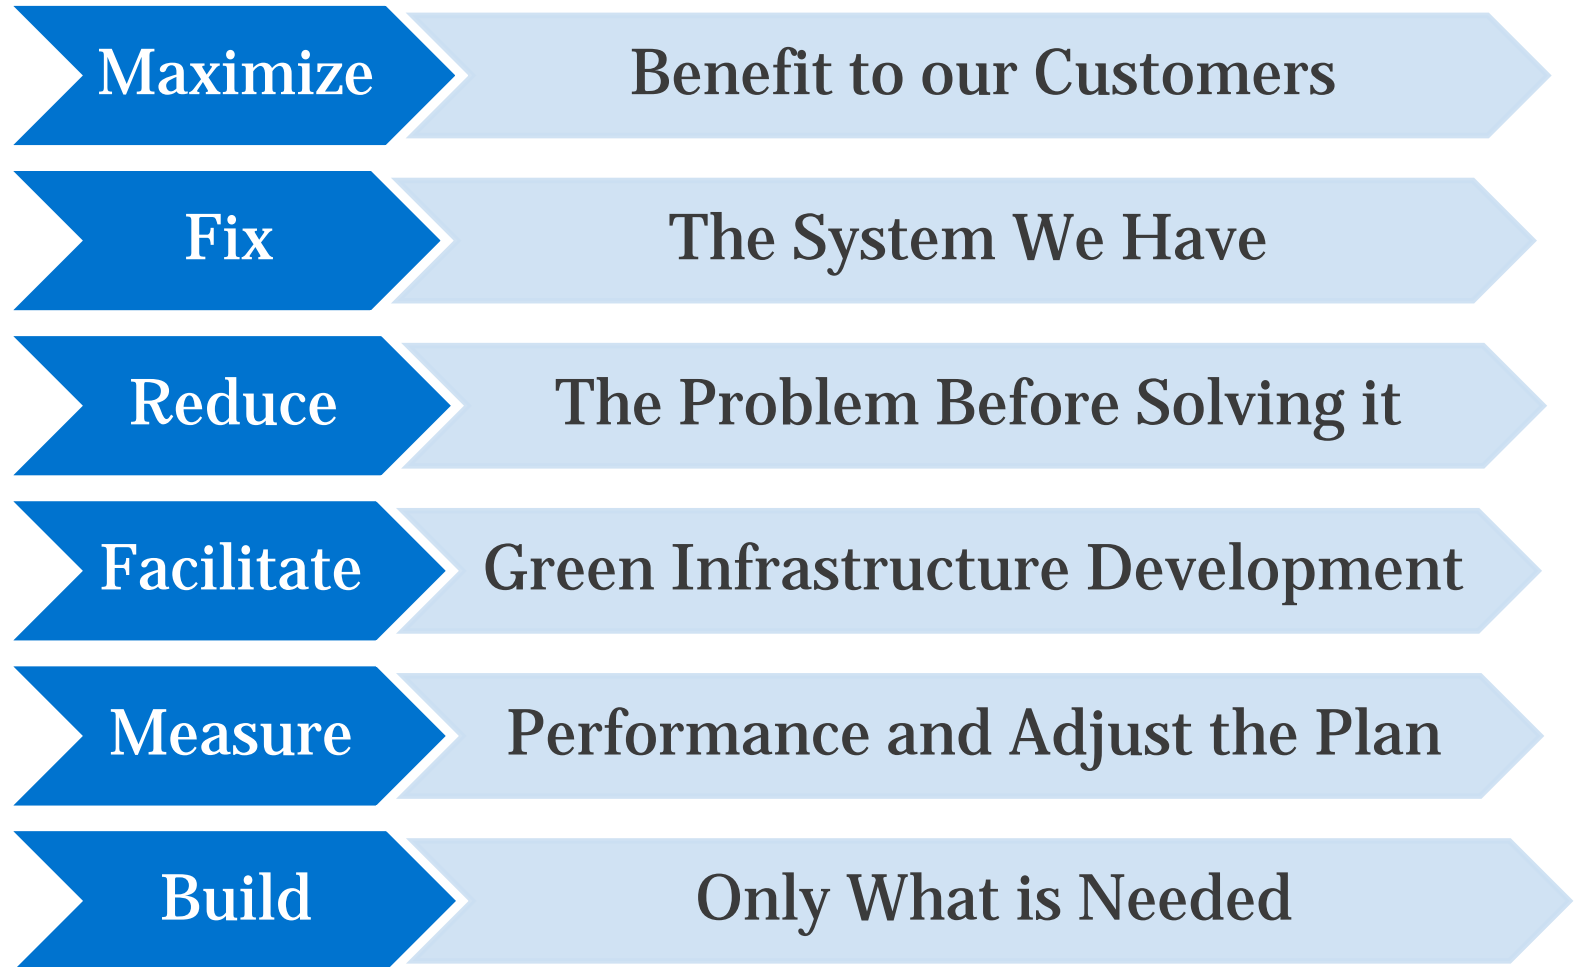 Maximize Benefit to our Customers
Fix The System We Have
Reduce The Problem Before Solving it
Facilitate Green Infrastructure Development
Measure Performance and Adjust the Plan
Build Only What is Needed